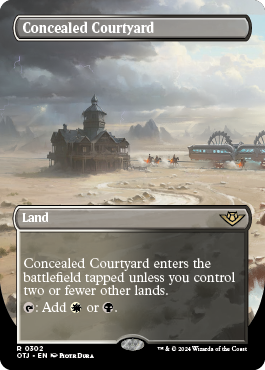 Concealed Courtyard
Land
Concealed Courtyard enters the
battlefield tapped unless you control
two or fewer other lands.
: Add or .
R 0302
OTJ • EN Piotr Dura
™ & © 2024 Wizards of the Coast